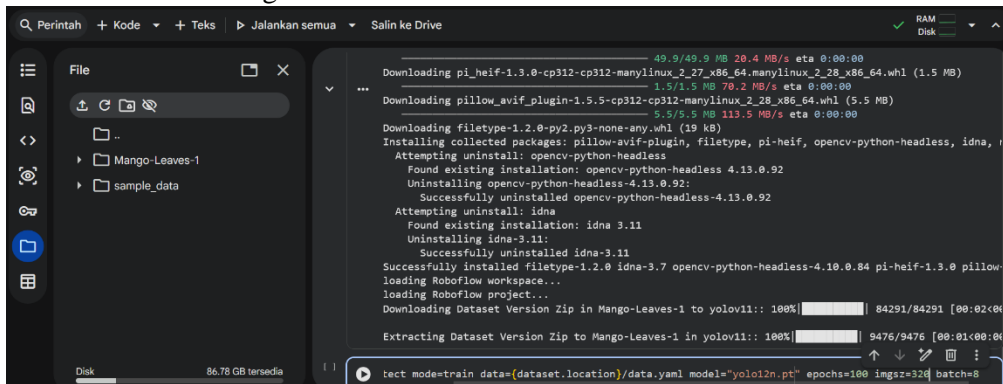 Perintah + Kode + Teks Jalankan semua Salin ke Drive RAM
Disk
File
..
Mango-Leaves-1
sample_data
Disk 86.78 GB tersedia
49.9/49.9 MB 20.4 MB/s eta 0:00:00
Downloading pi_heif-1.3.0-cp312-cp312-manylinux_2_27_x86_64.manylinux_2_28_x86_64.whl (1.5 MB)
1.5/1.5 MB 70.2 MB/s eta 0:00:00
Downloading pillow_avif_plugin-1.5.5-cp312-cp312-manylinux_2_28_x86_64.whl (5.5 MB)
5.5/5.5 MB 113.5 MB/s eta 0:00:00
Downloading filetype-1.2.0-py2.py3-none-any.whl (19 kB)
Installing collected packages: pillow-avif-plugin, filetype, pi-heif, opencv-python-headless, idna,
Attempting uninstall: opencv-python-headless
Found existing installation: opencv-python-headless 4.13.0.92
Uninstalling opencv-python-headless-4.13.0.92:
Successfully uninstalled opencv-python-headless-4.13.0.92
Attempting uninstall: idna
Found existing installation: idna 3.11
Uninstalling idna-3.11:
Successfully uninstalled idna-3.11
Successfully installed filetype-1.2.0 idna-3.7 opencv-python-headless-4.10.0.84 pi-heif-1.3.0 pillow-
loading Roboflow workspace...
loading Roboflow project...
Downloading Dataset Version Zip in Mango-Leaves-1 to yolov11:: 100%| | 84291/84291 [00:02<00
Extracting Dataset Version Zip to Mango-Leaves-1 in yolov11:: 100%| | 9476/9476 [00:01<00:00
[ ] tect mode=train data={dataset.location}/data.yaml model="yolo12n.pt" epochs=100 imgsz=320 batch=8